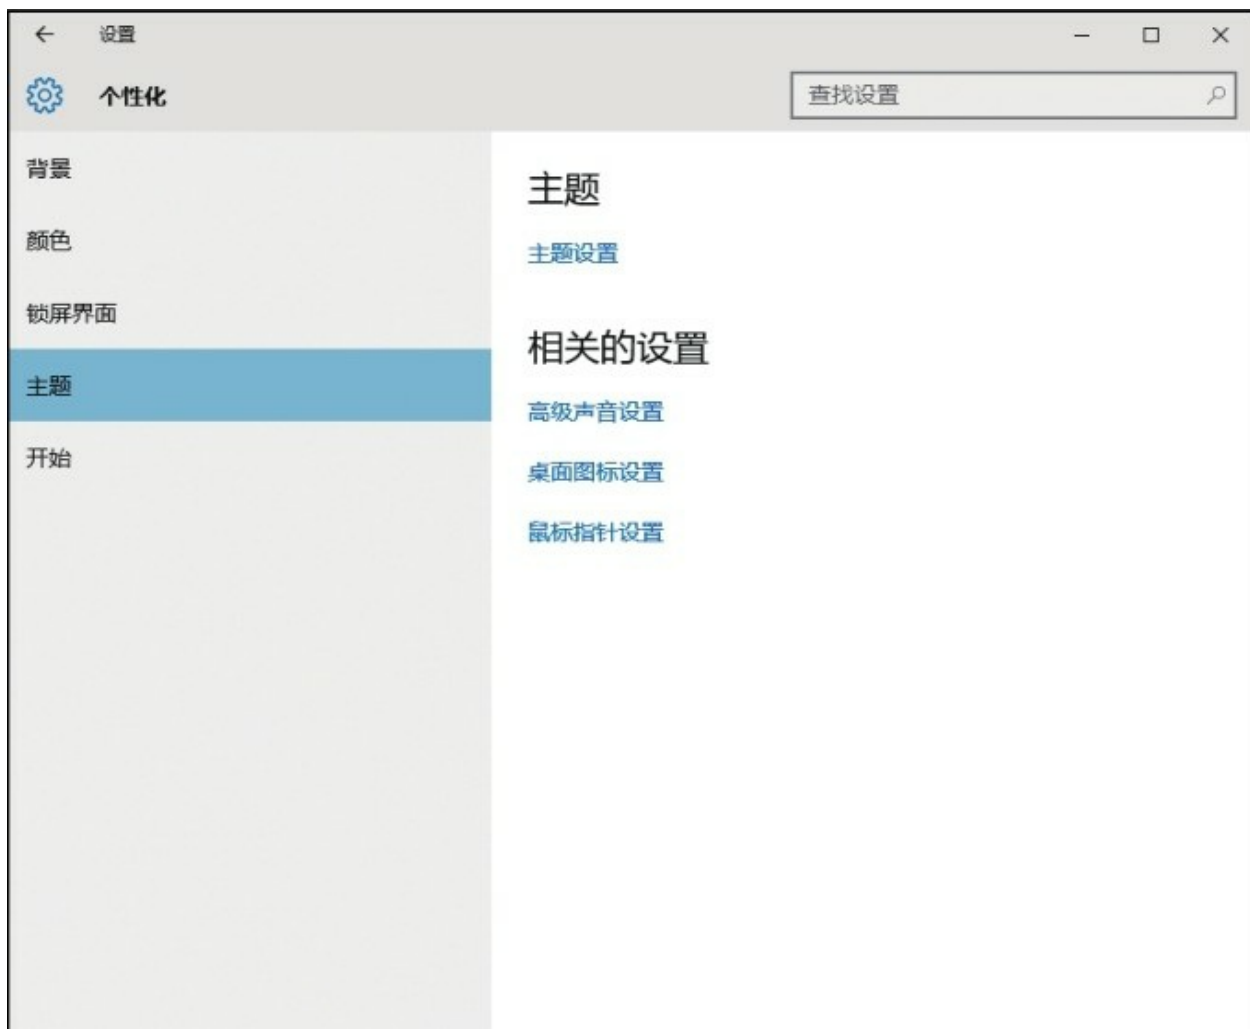 设置
个性化
查找设置
背景
颜色
锁屏界面
主题
开始
主题
主题设置
相关的设置
高级声音设置
桌面图标设置
鼠标指针设置